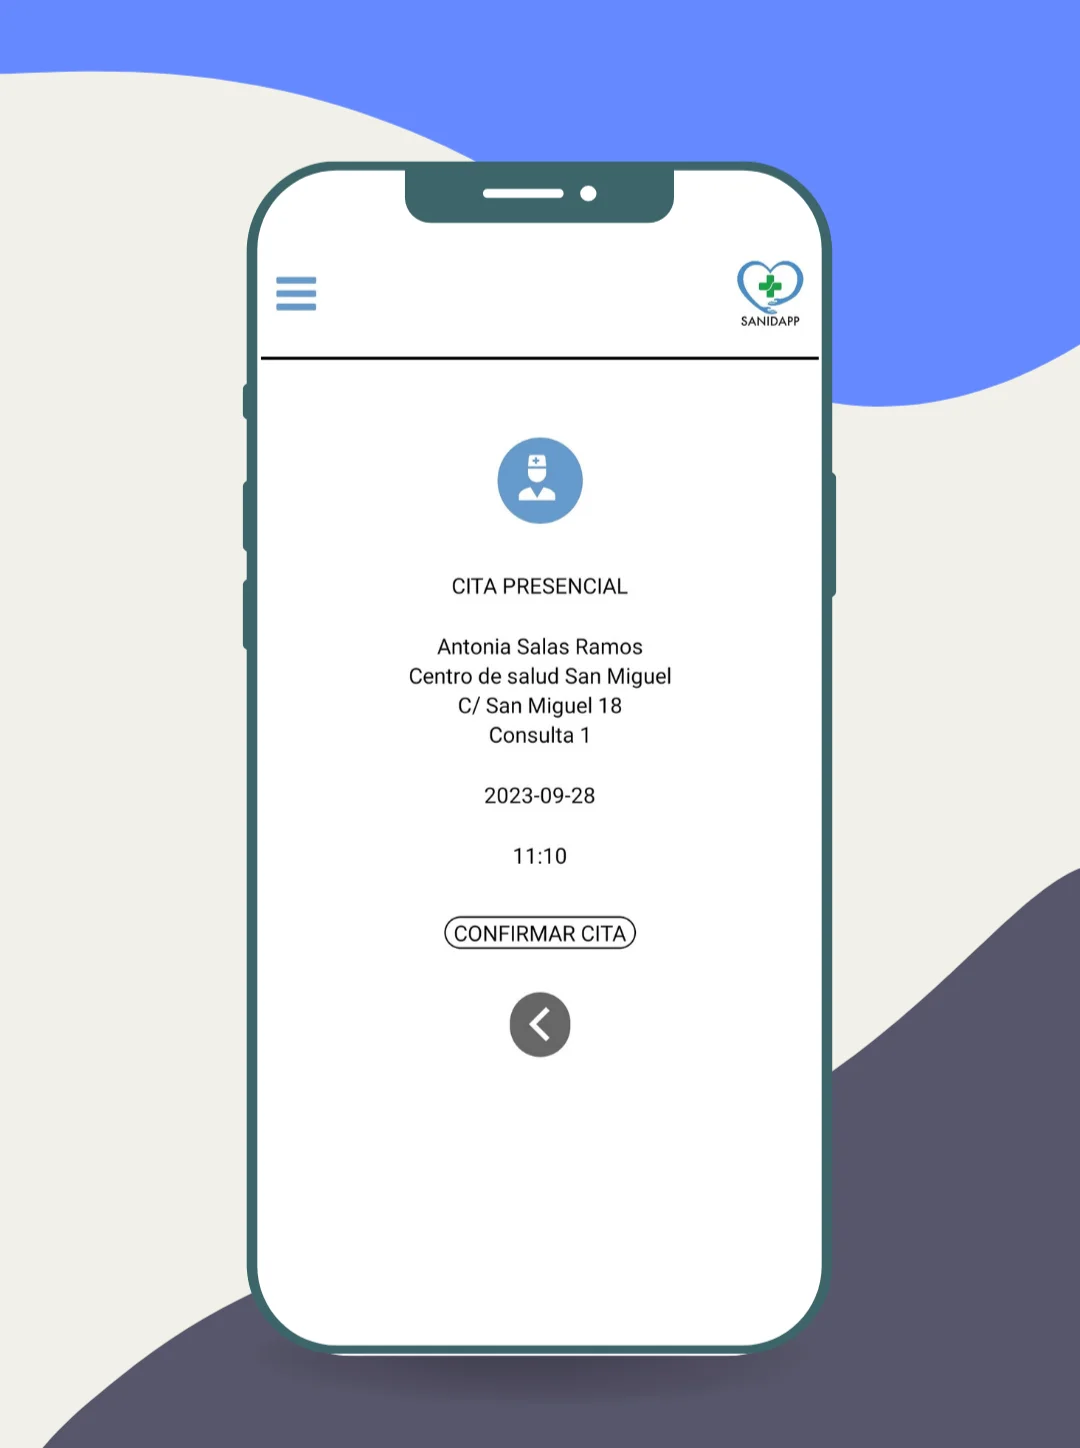 SANIDAPP
CITA PRESENCIAL
Antonia Salas Ramos
Centro de salud San Miguel
C/ San Miguel 18
Consulta 1
2023-09-28
11:10
CONFIRMAR CITA